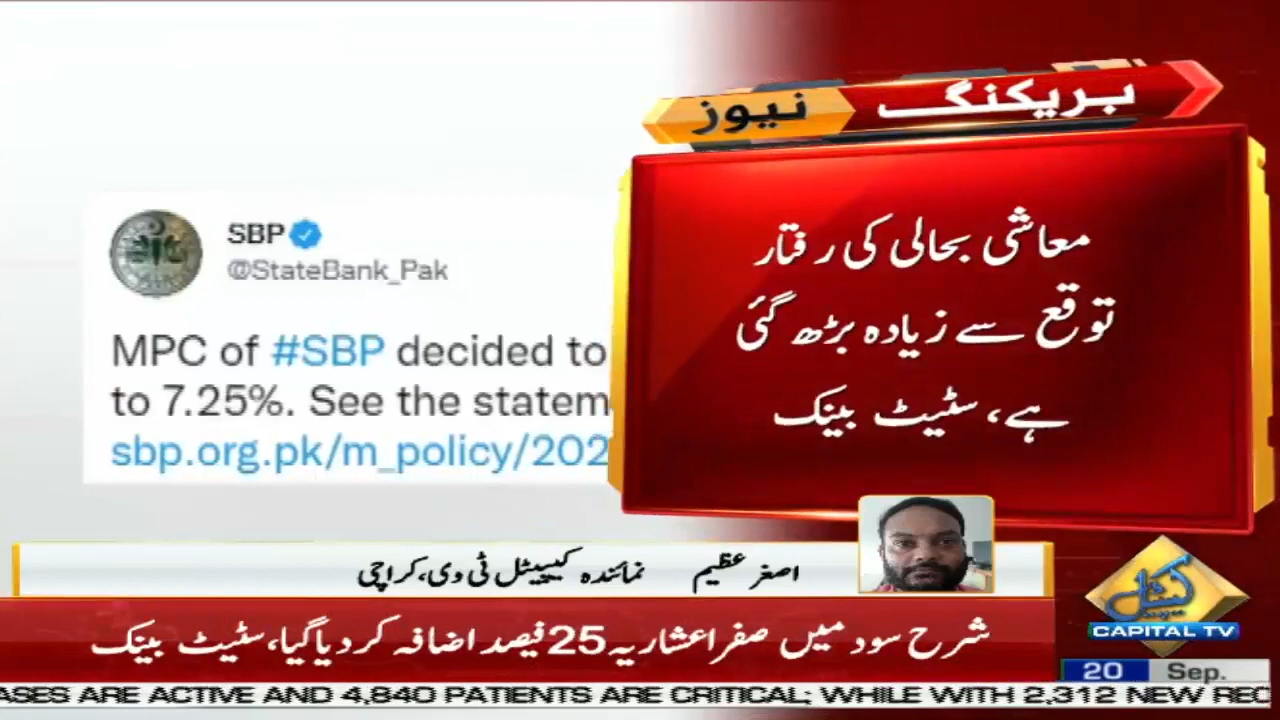 بریکنگ نیوز
معاشی بحالی کی رفتار
توقع سے زیادہ بڑھ گئی
ہے، سٹیٹ بینک
SBP
@StateBank_Pak
MPC of #SBP decided to
to 7.25%. See the statem
sbp.org.pk/m_policy/202
اصغر عظیم نمائندہ کیپیٹل ٹی وی، کراچی
شرح سود میں صفر اعشاریہ 25 فیصد اضافہ کر دیا گیا، سٹیٹ بینک
کیپیٹل
CAPITAL TV
20 Sep.
ASES ARE ACTIVE AND 4,840 PATIENTS ARE CRITICAL; WHILE WITH 2,312 NEW REC